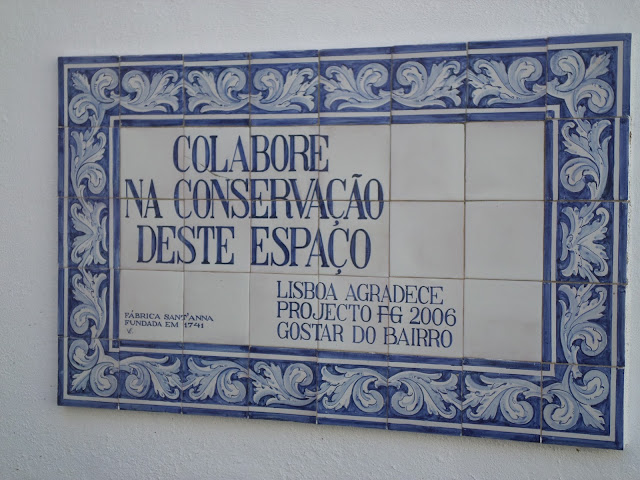 COLABORE
NA CONSERVAÇÃO
DESTE ESPAÇO
LISBOA AGRADECE
PROJECTO FG 2006
GOSTAR DO BAIRRO
FÁBRICA SANT'ANNA
FUNDADA EM 1741